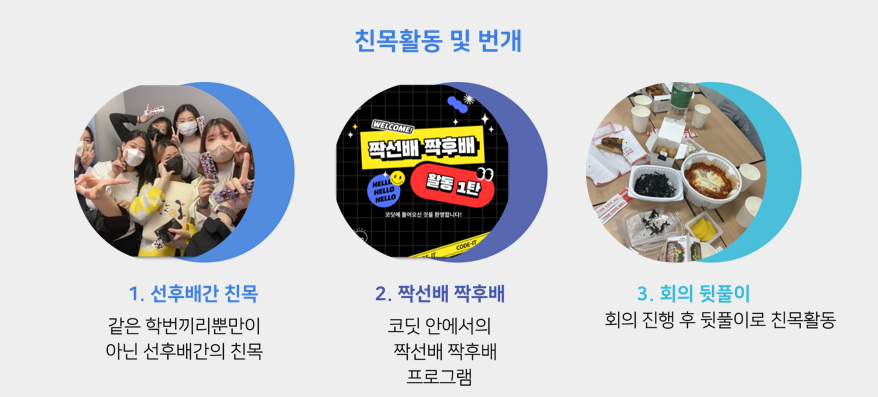 친목활동 및 번개
WELCOME!
짝선배 짝후배
활동 1탄
HELLO
HELLO
HELLO
코딧에 들어오신 것을 환영합니다!
CODE-IT
1. 선후배간 친목
같은 학번끼리뿐만이
아닌 선후배간의 친목
2. 짝선배 짝후배
코딧 안에서의
짝선배 짝후배
프로그램
3. 회의 뒷풀이
회의 진행 후 뒷풀이로 친목활동